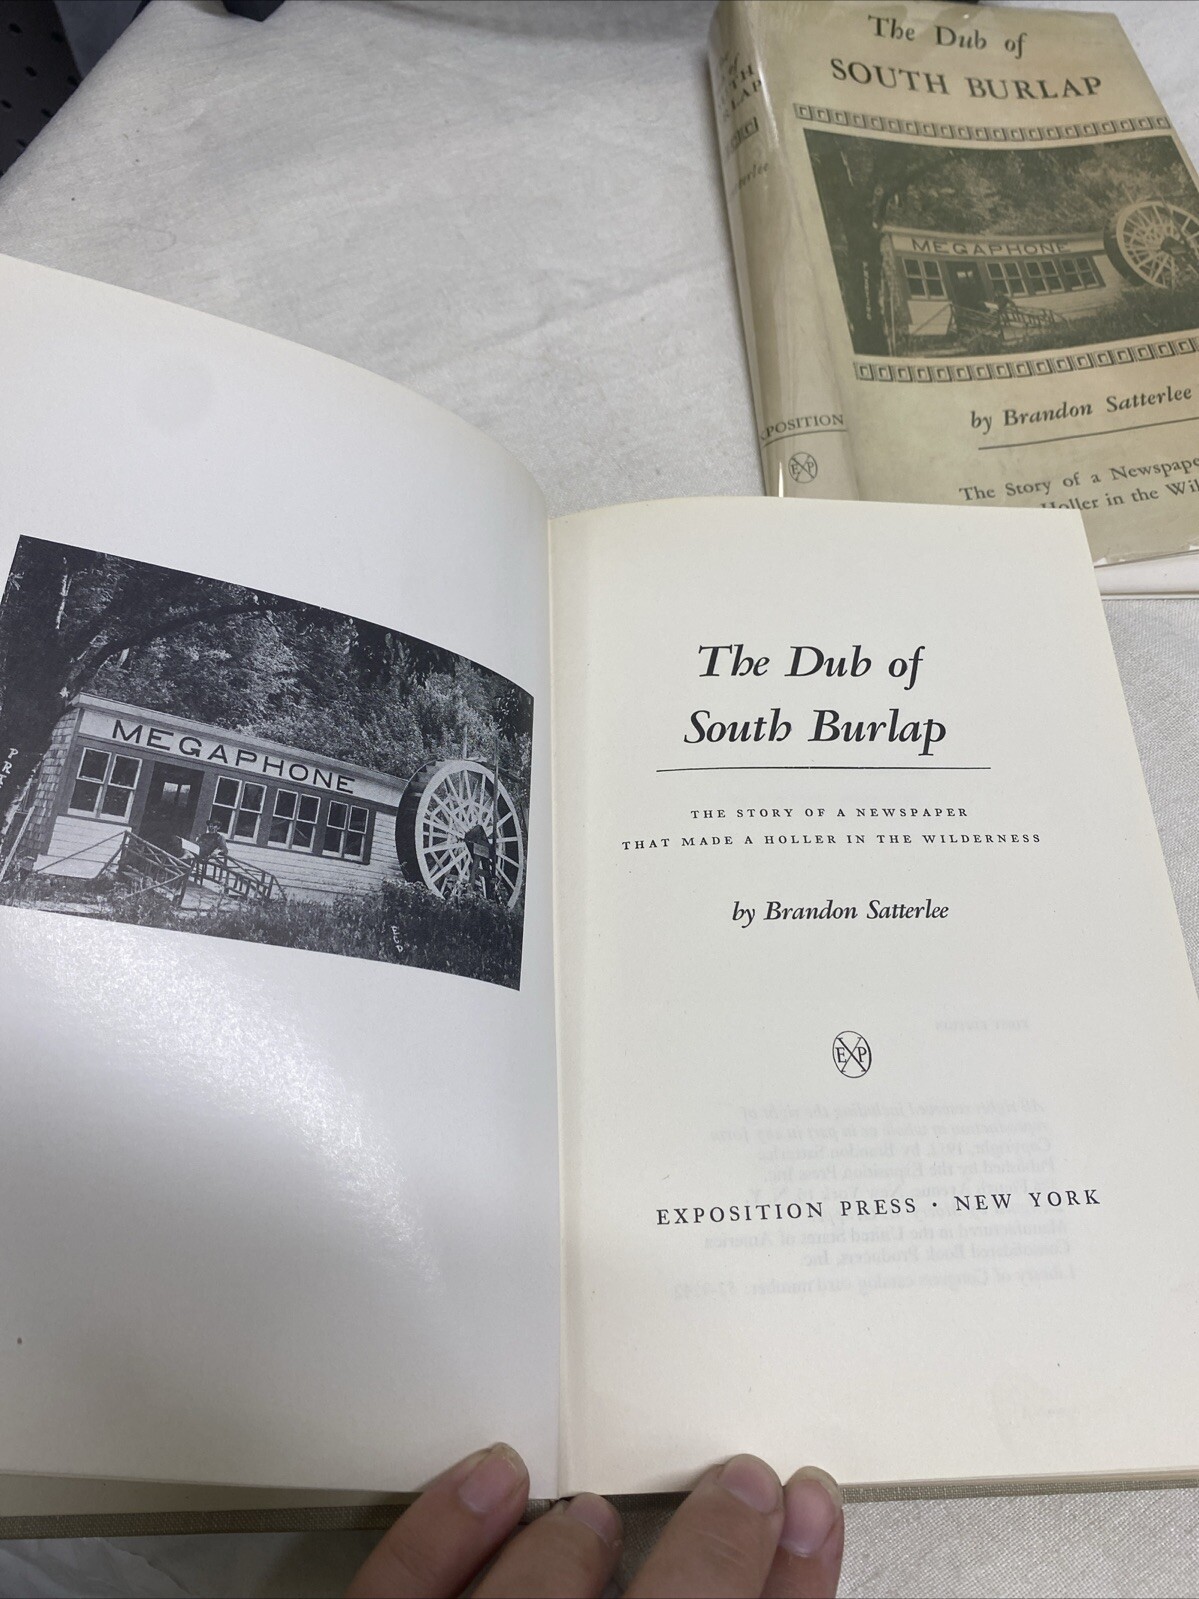 The Dub of
SOUTH BURLAP
MEGAPHONE
by Brandon Satterlee
The Story of a Newspape
Holler in the Wil
EXP
MEGAPHONE
ECP
The Dub of
South Burlap
THE STORY OF A NEWSPAPER
THAT MADE A HOLLER IN THE WILDERNESS
by Brandon Satterlee
EXP
EXPOSITION PRESS · NEW YORK